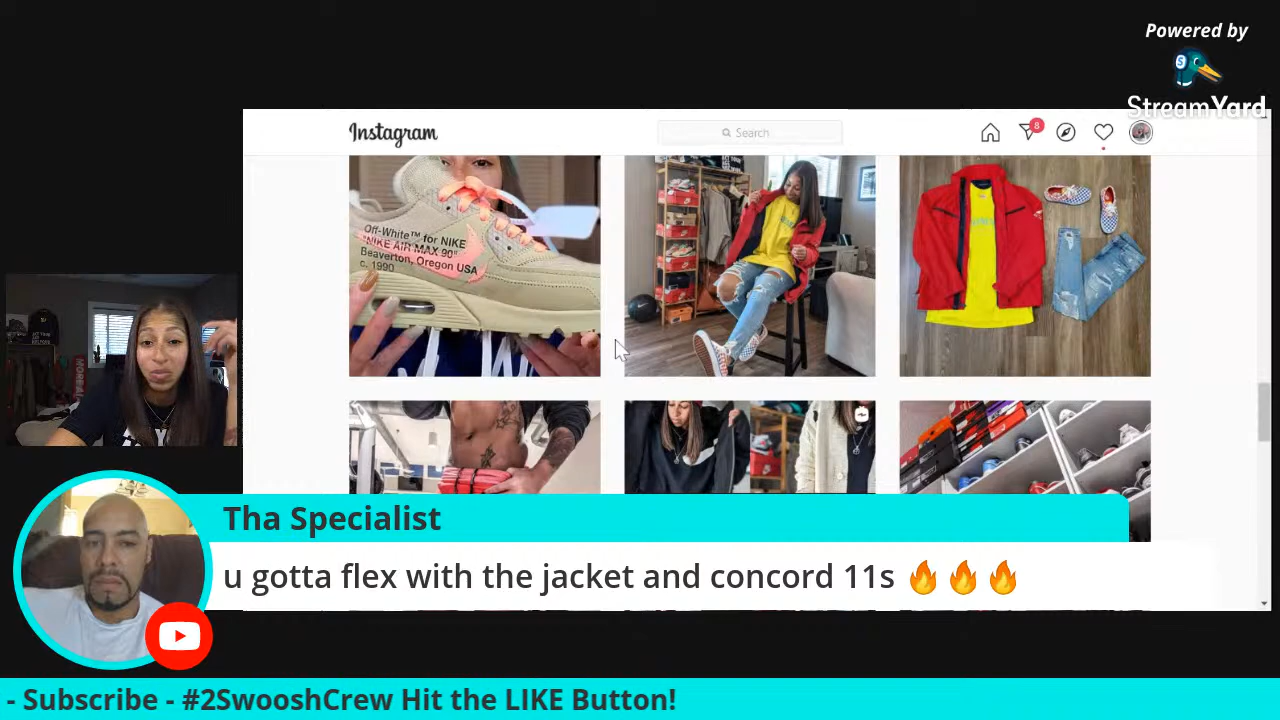 Powered by
StreamYard
Instagram
Search
8
Off-White™ for NIKE
"NIKE AIR MAX 90"
Beaverton, Oregon USA
c. 1990
Tha Specialist
u gotta flex with the jacket and concord 11s 🔥🔥🔥
- Subscribe - #2SwooshCrew Hit the LIKE Button!